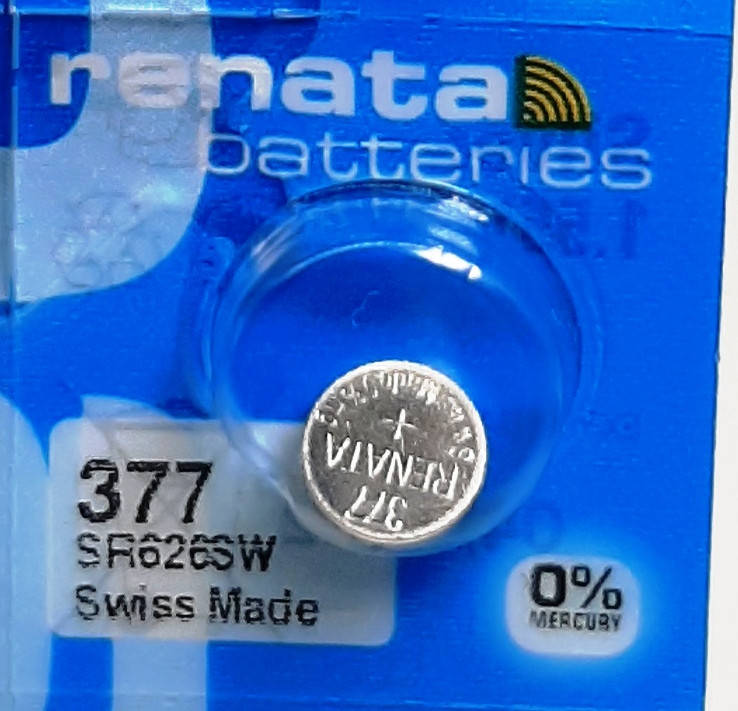 renata
batteries
377
SR626SW
Swiss Made
+
RENATA
377
0%
MERCURY